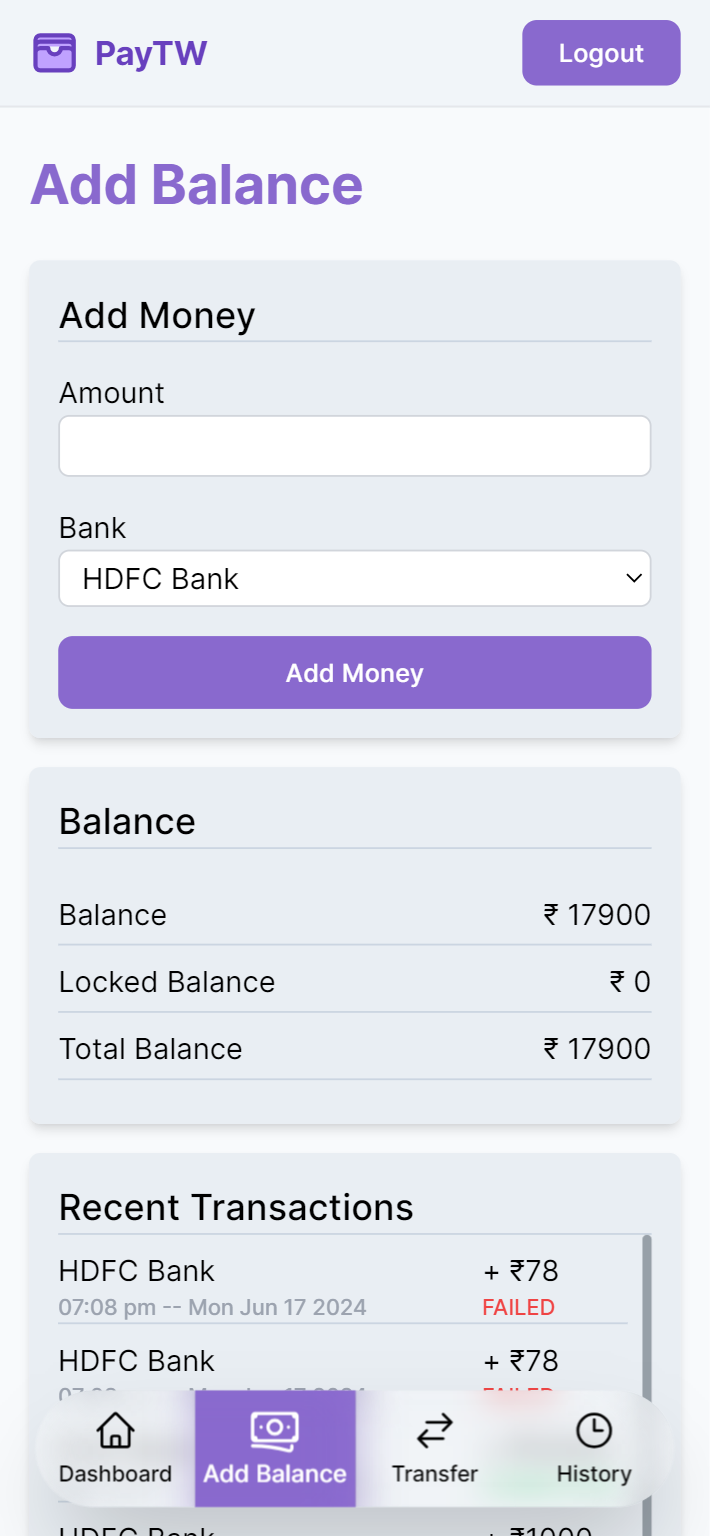 PayTW
Logout
Add Balance
Add Money
Amount
Bank
HDFC Bank
Add Money
Balance
Balance ₹ 17900
Locked Balance ₹ 0
Total Balance ₹ 17900
Recent Transactions
HDFC Bank + ₹78
07:08 pm -- Mon Jun 17 2024 FAILED
HDFC Bank + ₹78
FAILED
Dashboard Add Balance Transfer History
HDFC Bank + ₹1000